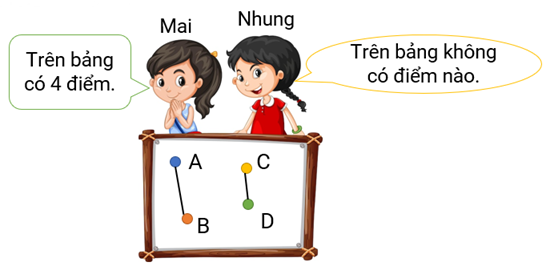 Mai
Nhung
Trên bảng
có 4 điểm.
Trên bảng không
có điểm nào.
A
C
B
D